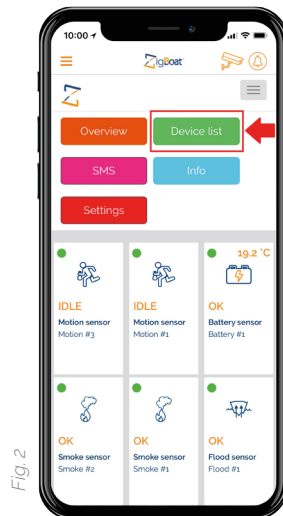 10:00
ZigBoat
Overview
Device list
SMS
Info
Settings
19.2 °C
IDLE
IDLE
OK
Motion sensor
Motion sensor
Battery sensor
Motion #3
Motion #1
Battery #1
OK
OK
OK
Smoke sensor
Smoke sensor
Flood sensor
Smoke #2
Smoke #1
Flood #1
Fig. 2